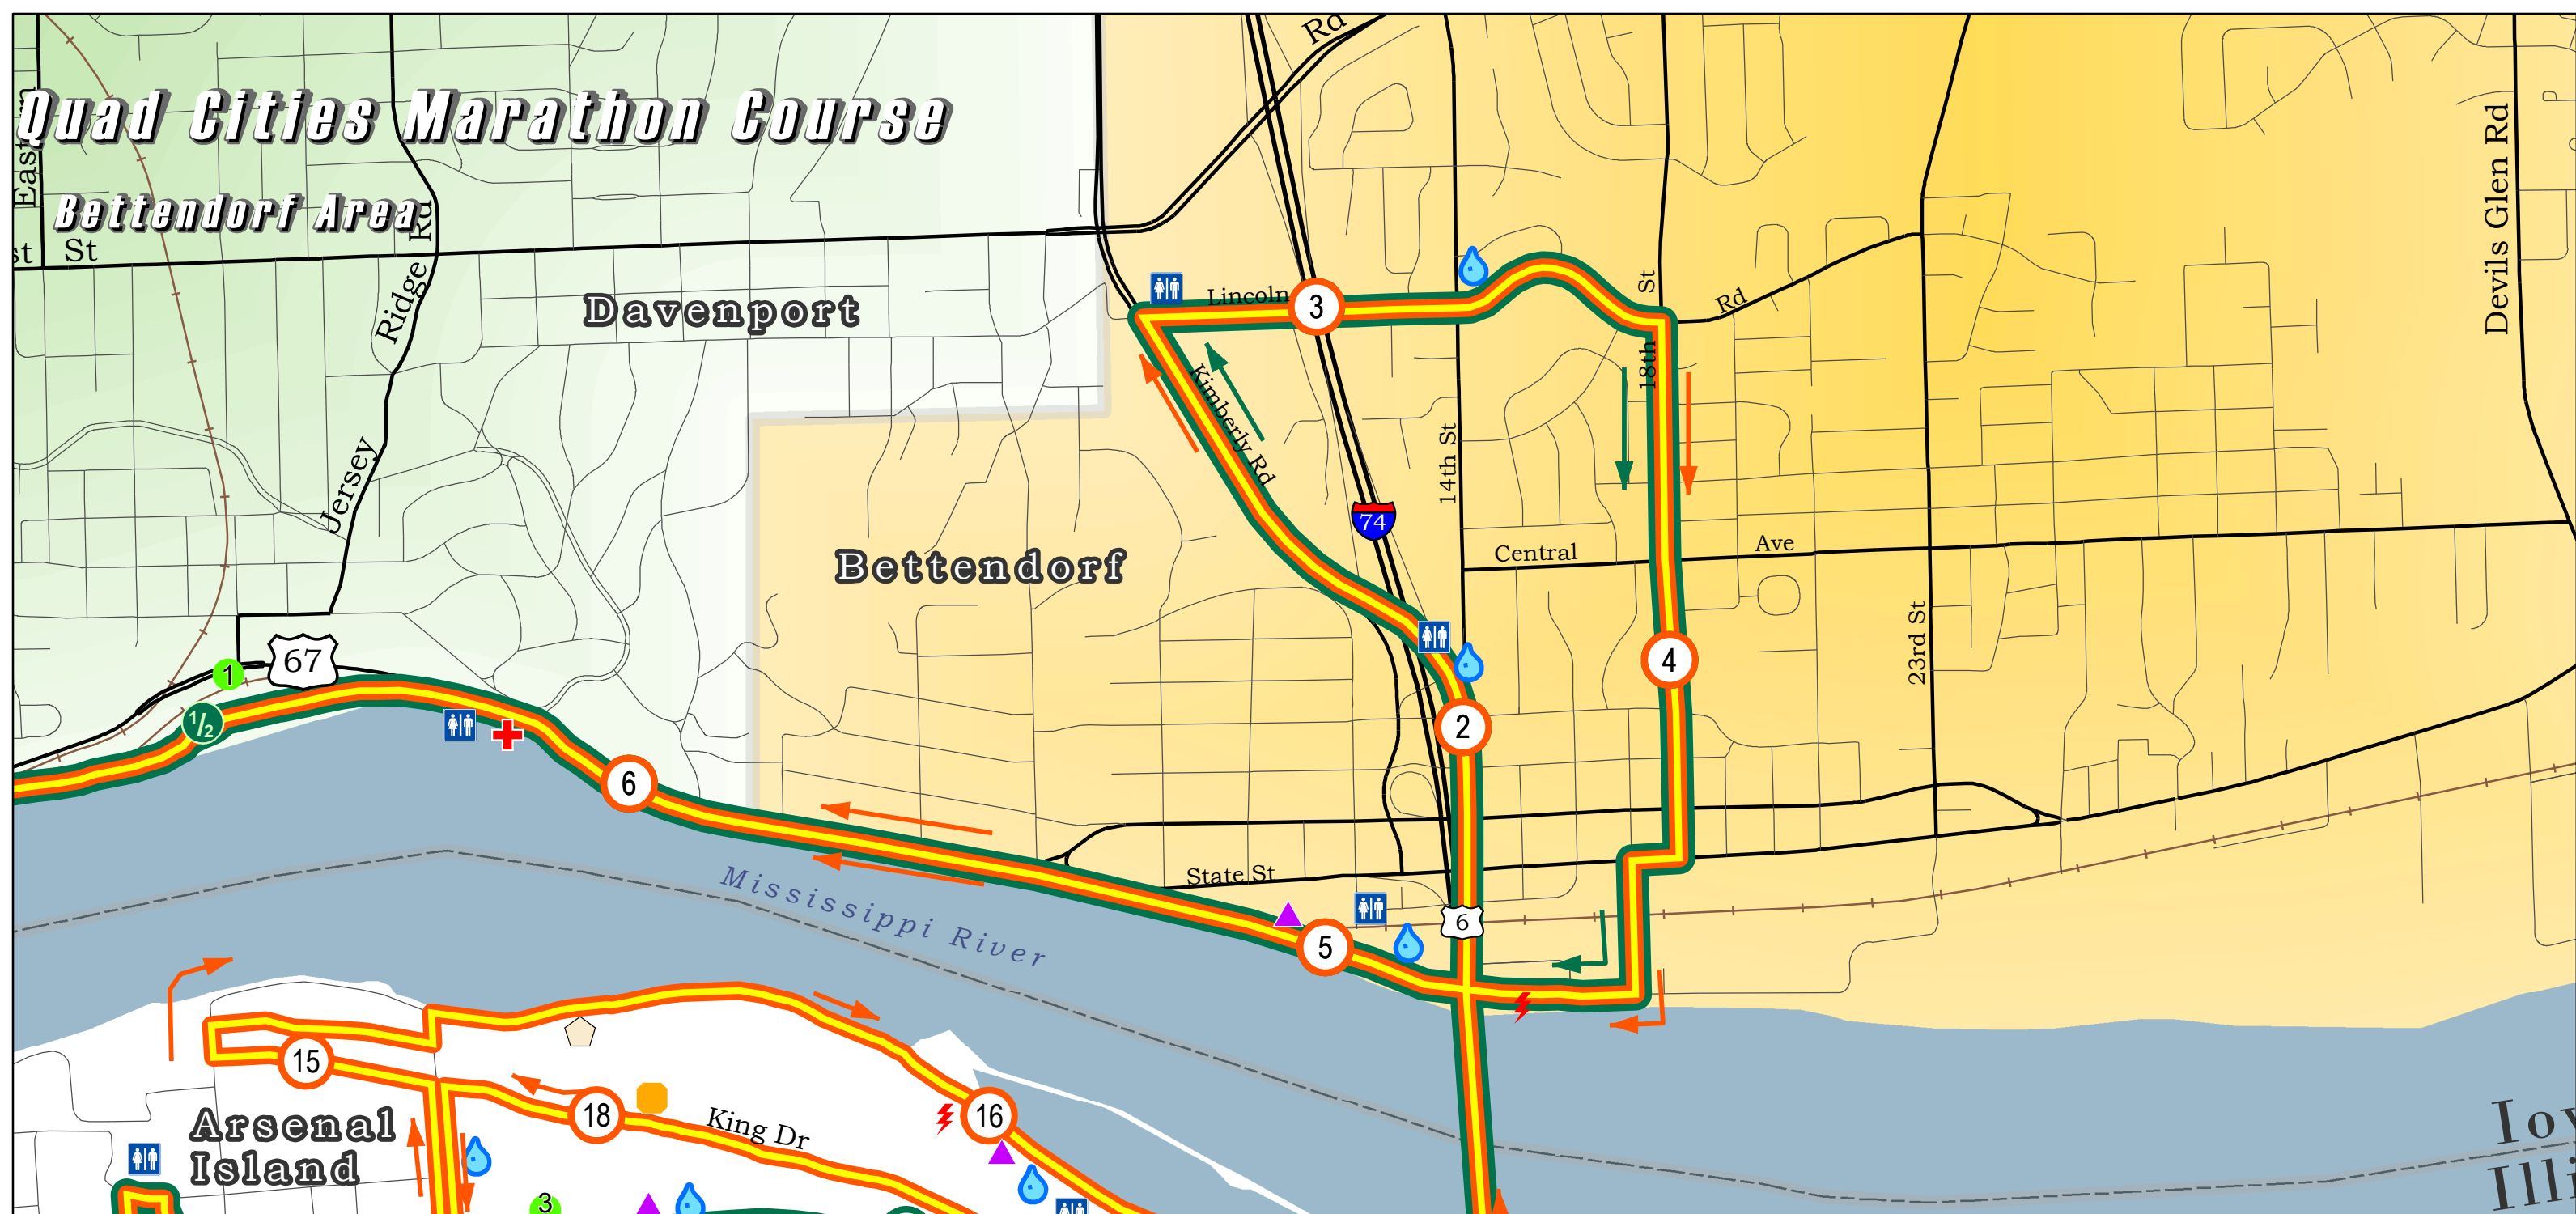 Quad Cities Marathon Course
Bettendorf Area
Rd
St
Ridge
Jersey
Rd
Davenport
Lincoln
3
St
Rd
18th
Kimberly Rd
14th St
74
Devils Glen Rd
Bettendorf
Central
Ave
23rd St
1
67
1/2
2
4
6
State St
6
5
Mississippi River
15
18
King Dr
16
Arsenal
Island
3